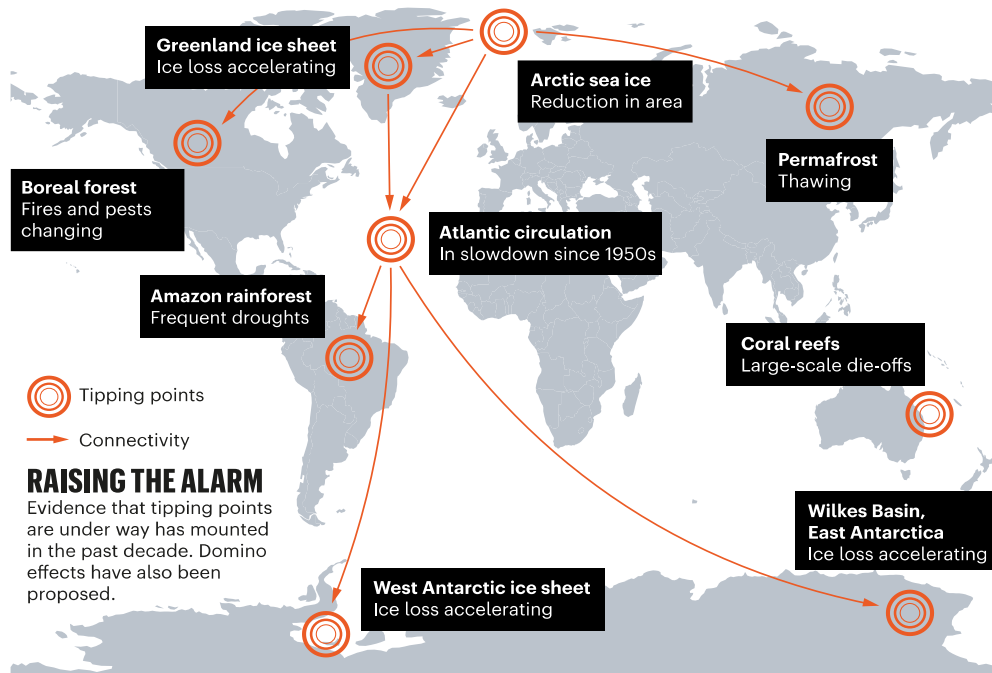 Greenland ice sheet
Ice loss accelerating
Arctic sea ice
Reduction in area
Permafrost
Thawing
Boreal forest
Fires and pests
changing
Atlantic circulation
In slowdown since 1950s
Amazon rainforest
Frequent droughts
Coral reefs
Large-scale die-offs
Tipping points
Connectivity
RAISING THE ALARM
Evidence that tipping points
are under way has mounted
in the past decade. Domino
effects have also been
proposed.
Wilkes Basin,
East Antarctica
Ice loss accelerating
West Antarctic ice sheet
Ice loss accelerating